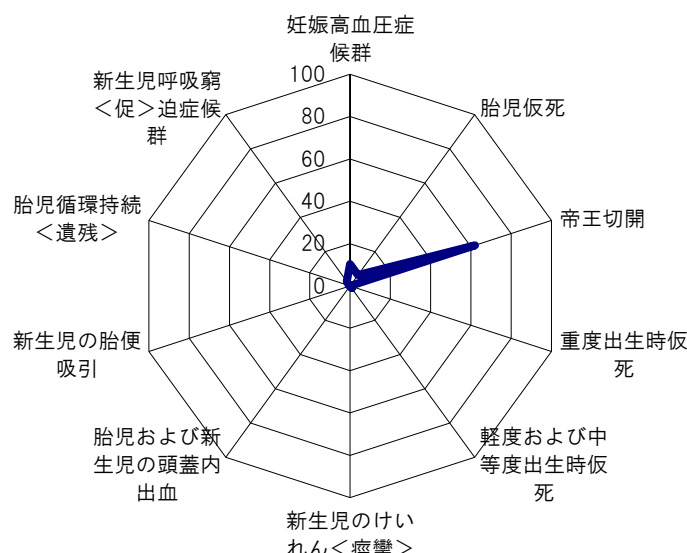 妊娠高血圧症
候群
胎児仮死
帝王切開
重度出生時仮
死
軽度および中
等度出生時仮
死
新生児のけい
れん＜痙攣＞
胎児および新
生児の頭蓋内
出血
新生児の胎便
吸引
胎児循環持続
＜遺残＞
新生児呼吸窮
＜促＞迫症候
群
100
80
60
40
20
0